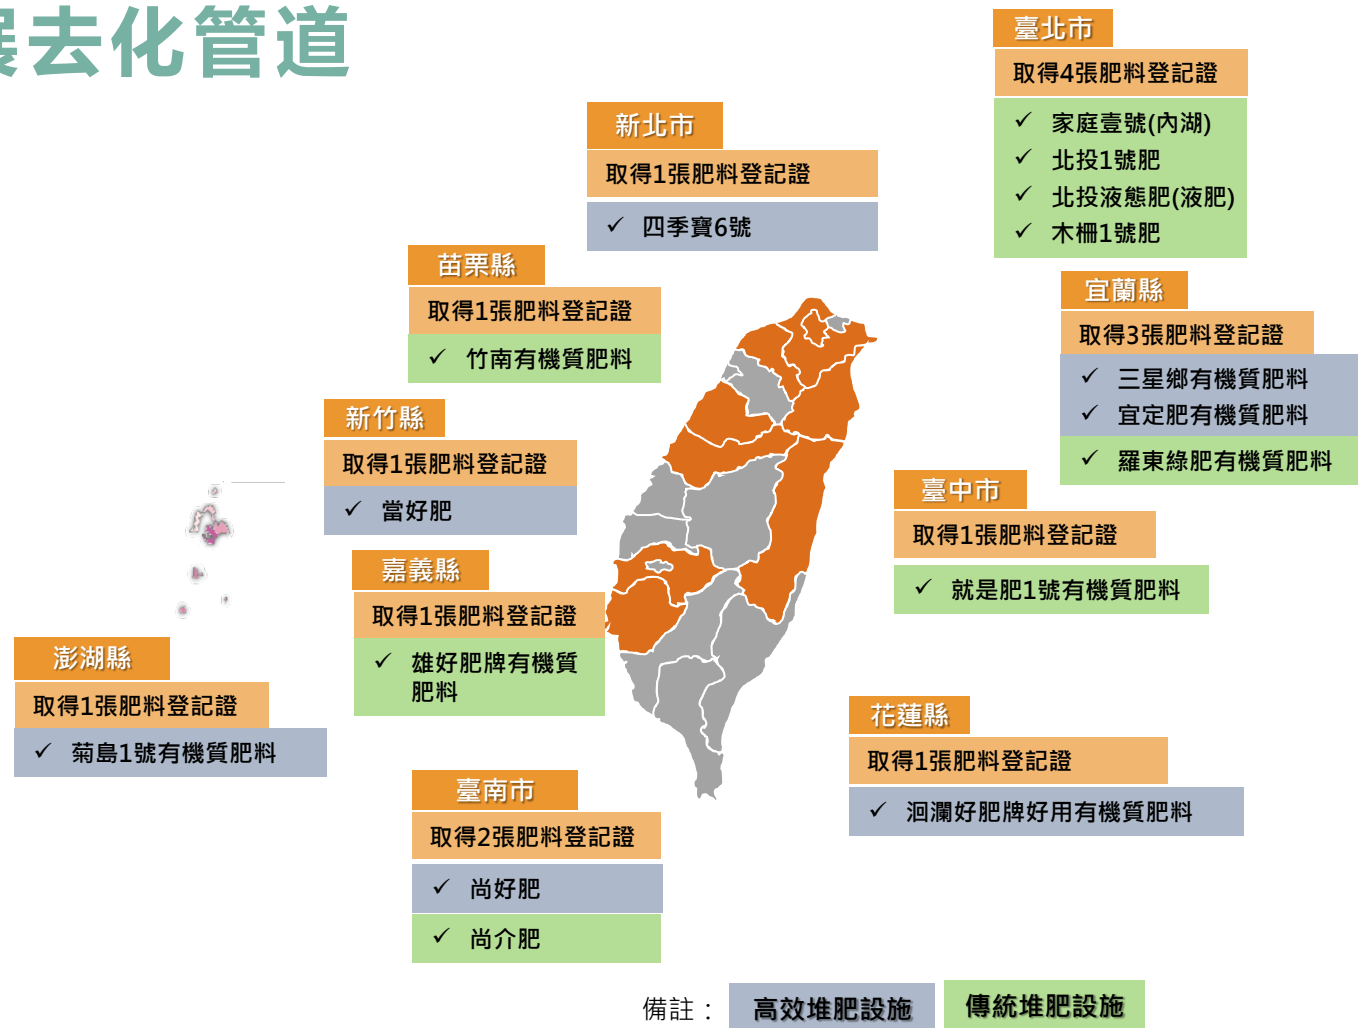 展去化管道
臺北市
取得4張肥料登記證
✓ 家庭壹號(內湖)
✓ 北投1號肥
✓ 北投液態肥(液肥)
✓ 木柵1號肥
新北市
取得1張肥料登記證
✓ 四季寶6號
苗栗縣
取得1張肥料登記證
✓ 竹南有機質肥料
宜蘭縣
取得3張肥料登記證
✓ 三星鄉有機質肥料
✓ 宜定肥有機質肥料
✓ 羅東綠肥有機質肥料
新竹縣
取得1張肥料登記證
✓ 當好肥
臺中市
取得1張肥料登記證
✓ 就是肥1號有機質肥料
嘉義縣
取得1張肥料登記證
✓ 雄好肥牌有機質
肥料
澎湖縣
取得1張肥料登記證
✓ 菊島1號有機質肥料
花蓮縣
取得1張肥料登記證
✓ 洄瀾好肥牌好用有機質肥料
臺南市
取得2張肥料登記證
✓ 尚好肥
✓ 尚介肥
備註：
高效堆肥設施
傳統堆肥設施